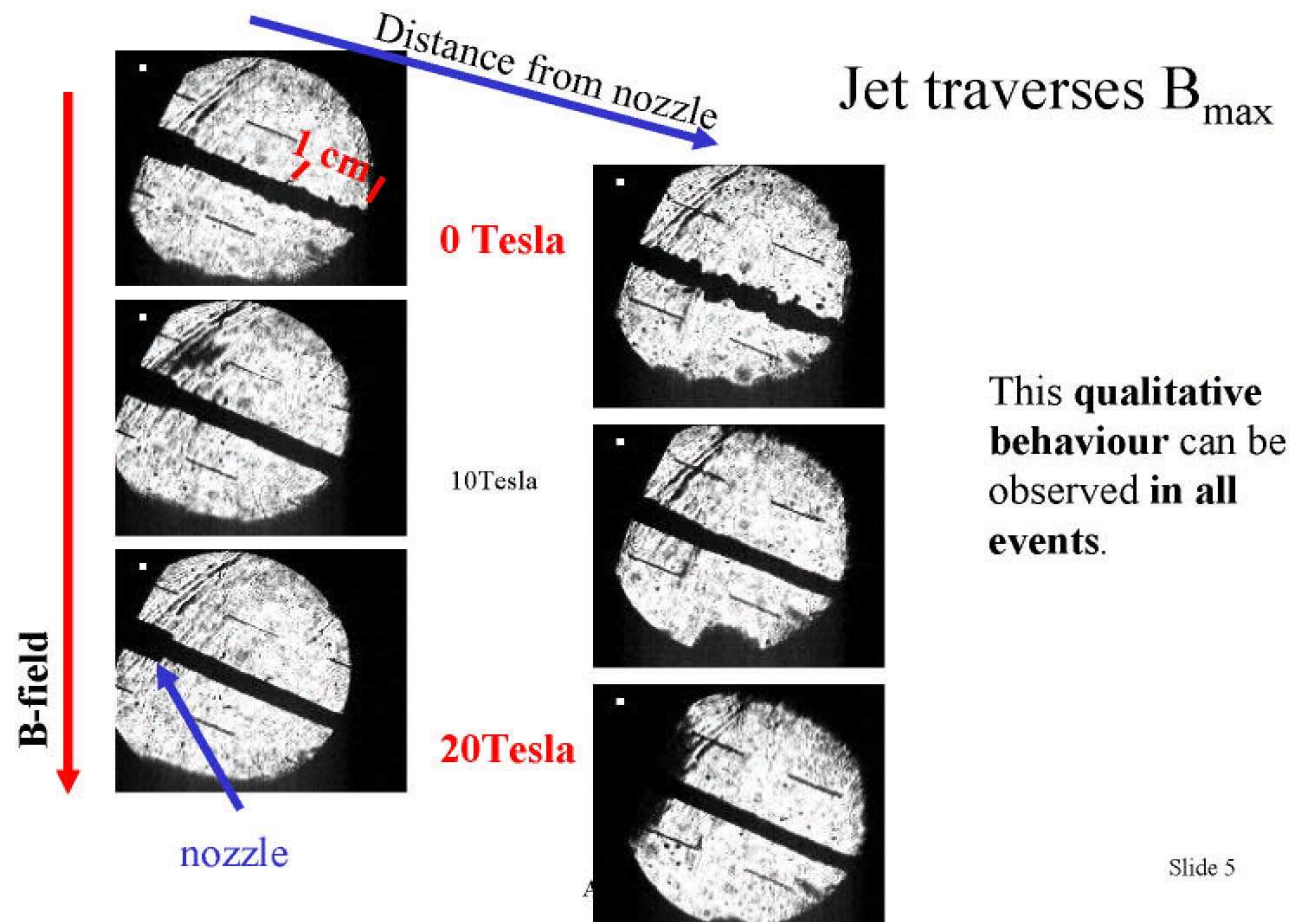 Distance from nozzle
Jet traverses Bmax
1 cm
0 Tesla
10Tesla
This qualitative
behaviour can be
observed in all
events.
B-field
20Tesla
nozzle
A
Slide 5